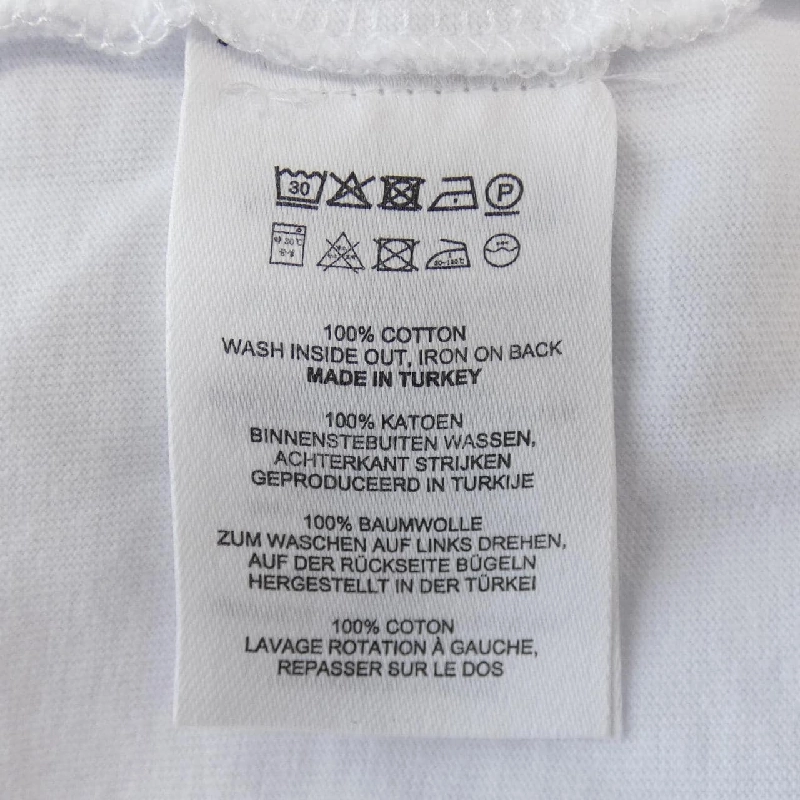 30 P
100% COTTON
WASH INSIDE OUT, IRON ON BACK
MADE IN TURKEY
100% KATOEN
BINNENSTEBUITEN WASSEN,
ACHTERKANT STRIJKEN
GEPRODUCEERD IN TURKIJE
100% BAUMWOLLE
ZUM WASCHEN AUF LINKS DREHEN,
AUF DER RÜCKSEITE BÜGELN
HERGESTELLT IN DER TÜRKEI
100% COTON
LAVAGE ROTATION À GAUCHE,
REPASSER SUR LE DOS